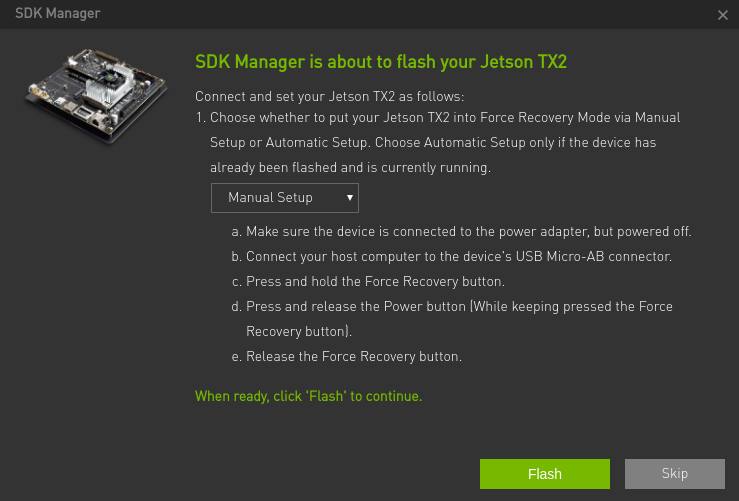 SDK Manager
SDK Manager is about to flash your Jetson TX2
Connect and set your Jetson TX2 as follows:
1. Choose whether to put your Jetson TX2 into Force Recovery Mode via Manual
Setup or Automatic Setup. Choose Automatic Setup only if the device has
already been flashed and is currently running.
Manual Setup
a. Make sure the device is connected to the power adapter, but powered off.
b. Connect your host computer to the device's USB Micro-AB connector.
c. Press and hold the Force Recovery button.
d. Press and release the Power button (While keeping pressed the Force
Recovery button).
e. Release the Force Recovery button.
When ready, click 'Flash' to continue.
Flash
Skip